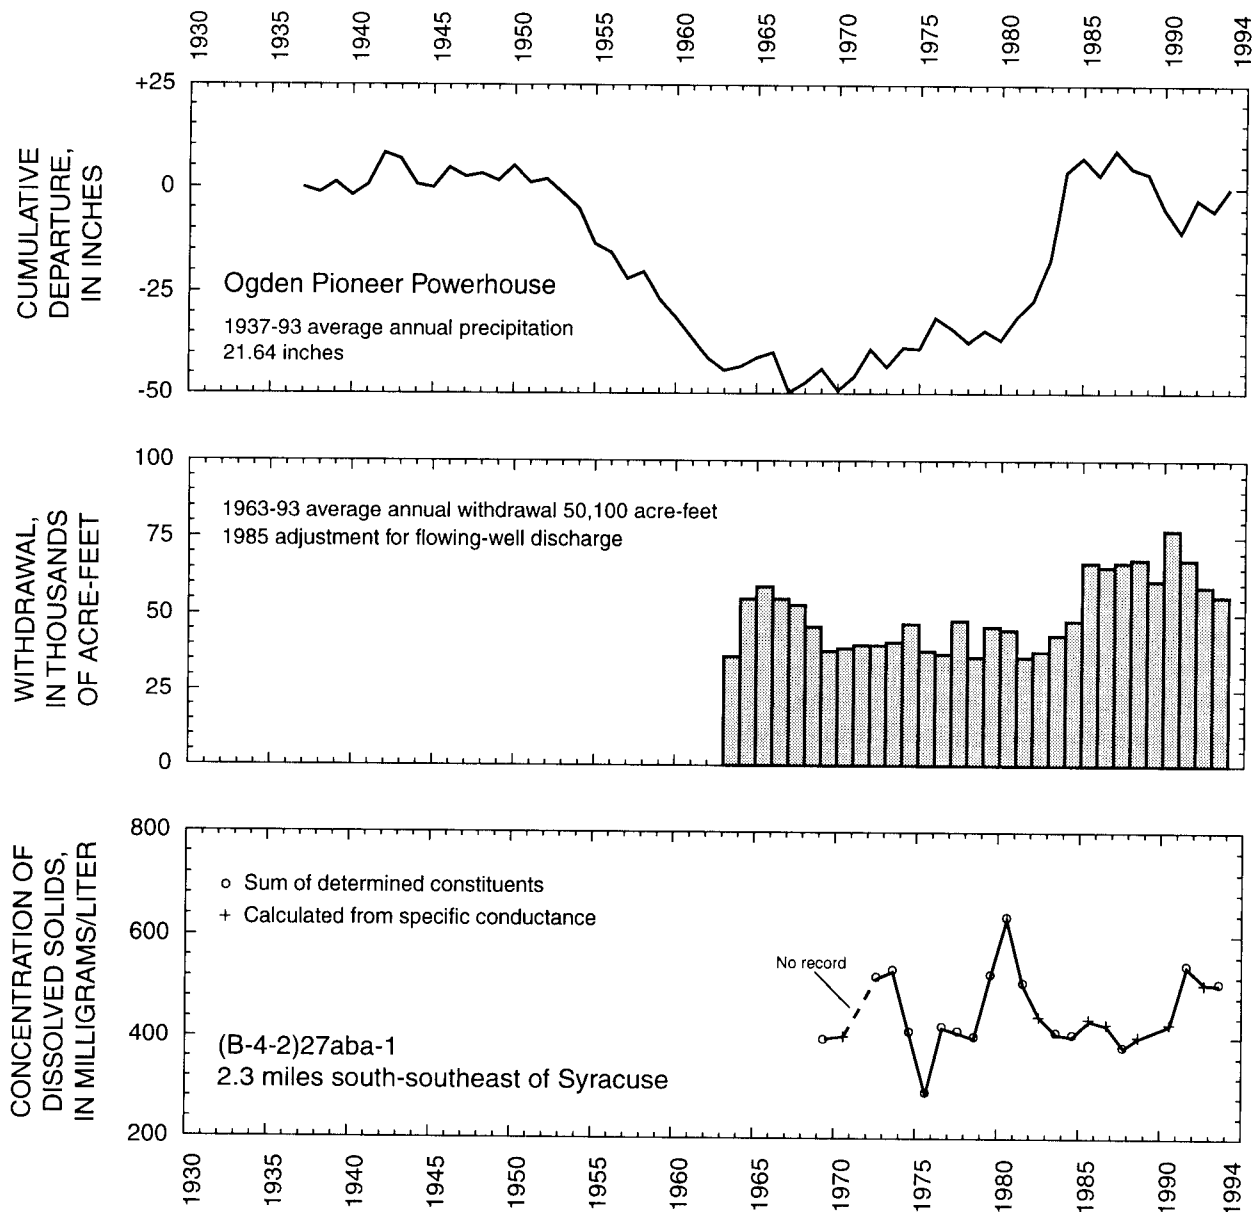 1930 1935 1940 1945 1950 1955 1960 1965 1970 1975 1980 1985 1990 1994
CUMULATIVE
DEPARTURE,
IN INCHES
+25
0
-25
-50
Ogden Pioneer Powerhouse
1937-93 average annual precipitation
21.64 inches
WITHDRAWAL,
IN THOUSANDS
OF ACRE-FEET
100
75
50
25
0
1963-93 average annual withdrawal 50,100 acre-feet
1985 adjustment for flowing-well discharge
CONCENTRATION OF
DISSOLVED SOLIDS,
IN MILLIGRAMS/LITER
800
600
400
200
Sum of determined constituents
+ Calculated from specific conductance
No record
(B-4-2)27aba-1
2.3 miles south-southeast of Syracuse
1930 1935 1940 1945 1950 1955 1960 1965 1970 1975 1980 1985 1990 1994